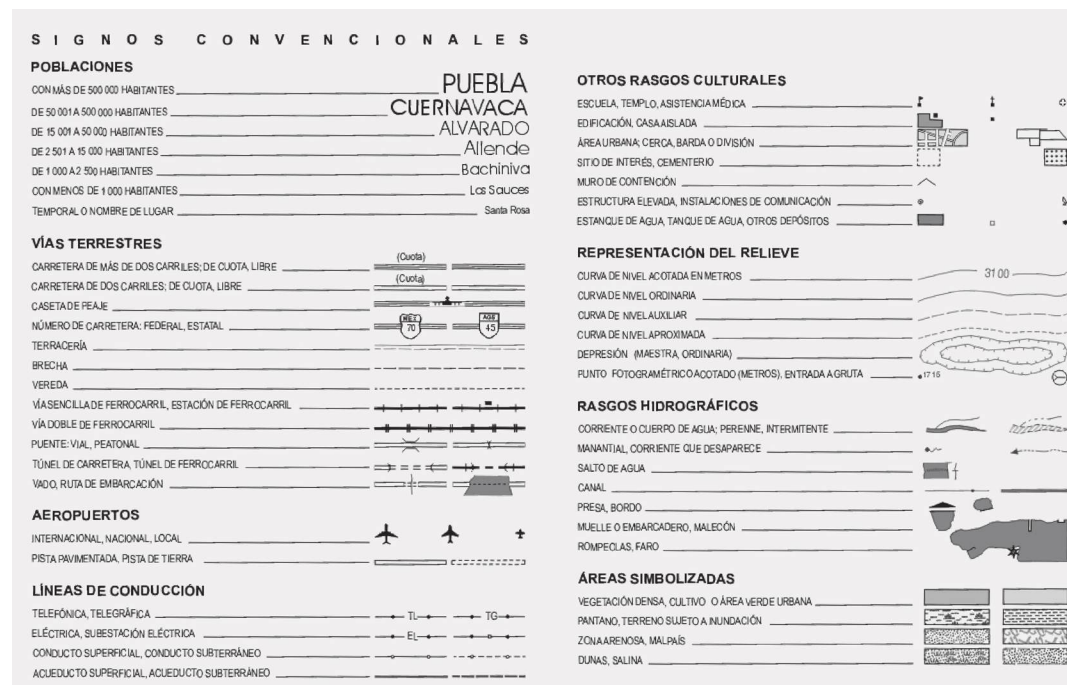 SIGNOS CONVENCIONALES
POBLACIONES
CON MÁS DE 500 000 HABITANTES PUEBLA
DE 50 001 A 500 000 HABITANTES CUERNAVACA
DE 15 001 A 50 000 HABITANTES ALVARADO
DE 2 501 A 15 000 HABITANTES Allende
DE 1 000 A 2 500 HABITANTES Bachiniva
CON MENOS DE 1 000 HABITANTES Los Sauces
TEMPORAL O NOMBRE DE LUGAR Santa Rosa
VÍAS TERRESTRES
CARRETERA DE MÁS DE DOS CARRILES; DE CUOTA, LIBRE (Cuota)
CARRETERA DE DOS CARRILES; DE CUOTA, LIBRE (Cuota)
CASETA DE PEAJE
NÚMERO DE CARRETERA: FEDERAL, ESTATAL MEX 70 AGS 45
TERRACERÍA
BRECHA
VEREDA
VÍA SENCILLA DE FERROCARRIL, ESTACIÓN DE FERROCARRIL
VÍA DOBLE DE FERROCARRIL
PUENTE: VIAL, PEATONAL
TÚNEL DE CARRETERA, TÚNEL DE FERROCARRIL
VADO, RUTA DE EMBARCACIÓN
AEROPUERTOS
INTERNACIONAL, NACIONAL, LOCAL
PISTA PAVIMENTADA, PISTA DE TIERRA
LÍNEAS DE CONDUCCIÓN
TELEFÓNICA, TELEGRÁFICA TL TG
ELÉCTRICA, SUBESTACIÓN ELÉCTRICA EL
CONDUCTO SUPERFICIAL, CONDUCTO SUBTERRÁNEO
ACUEDUCTO SUPERFICIAL, ACUEDUCTO SUBTERRÁNEO
OTROS RASGOS CULTURALES
ESCUELA, TEMPLO, ASISTENCIA MÉDICA
EDIFICACIÓN, CASA AISLADA
ÁREA URBANA; CERCA, BARDA O DIVISIÓN
SITIO DE INTERÉS, CEMENTERIO
MURO DE CONTENCIÓN
ESTRUCTURA ELEVADA, INSTALACIONES DE COMUNICACIÓN
ESTANQUE DE AGUA, TANQUE DE AGUA, OTROS DEPÓSITOS
REPRESENTACIÓN DEL RELIEVE
CURVA DE NIVEL ACOTADA EN METROS 3100
CURVA DE NIVEL ORDINARIA
CURVA DE NIVEL AUXILIAR
CURVA DE NIVEL APROXIMADA
DEPRESIÓN (MAESTRA, ORDINARIA)
PUNTO FOTOGRAMÉTRICO ACOTADO (METROS), ENTRADA A GRUTA 1715
RASGOS HIDROGRÁFICOS
CORRIENTE O CUERPO DE AGUA; PERENNE, INTERMITENTE
MANANTIAL, CORRIENTE QUE DESAPARECE
SALTO DE AGUA
CANAL
PRESA, BORDO
MUELLE O EMBARCADERO, MALECÓN
ROMPECLAS, FARO
ÁREAS SIMBOLIZADAS
VEGETACIÓN DENSA, CULTIVO O ÁREA VERDE URBANA
PANTANO, TERRENO SUJETO A INUNDACIÓN
ZONA ARENOSA, MALPAÍS
DUNAS, SALINA